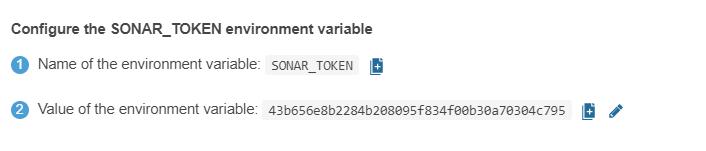 Configure the SONAR_TOKEN environment variable
1 Name of the environment variable: SONAR_TOKEN
2 Value of the environment variable: 43b656e8b2284b208095f834f00b30a70304c795